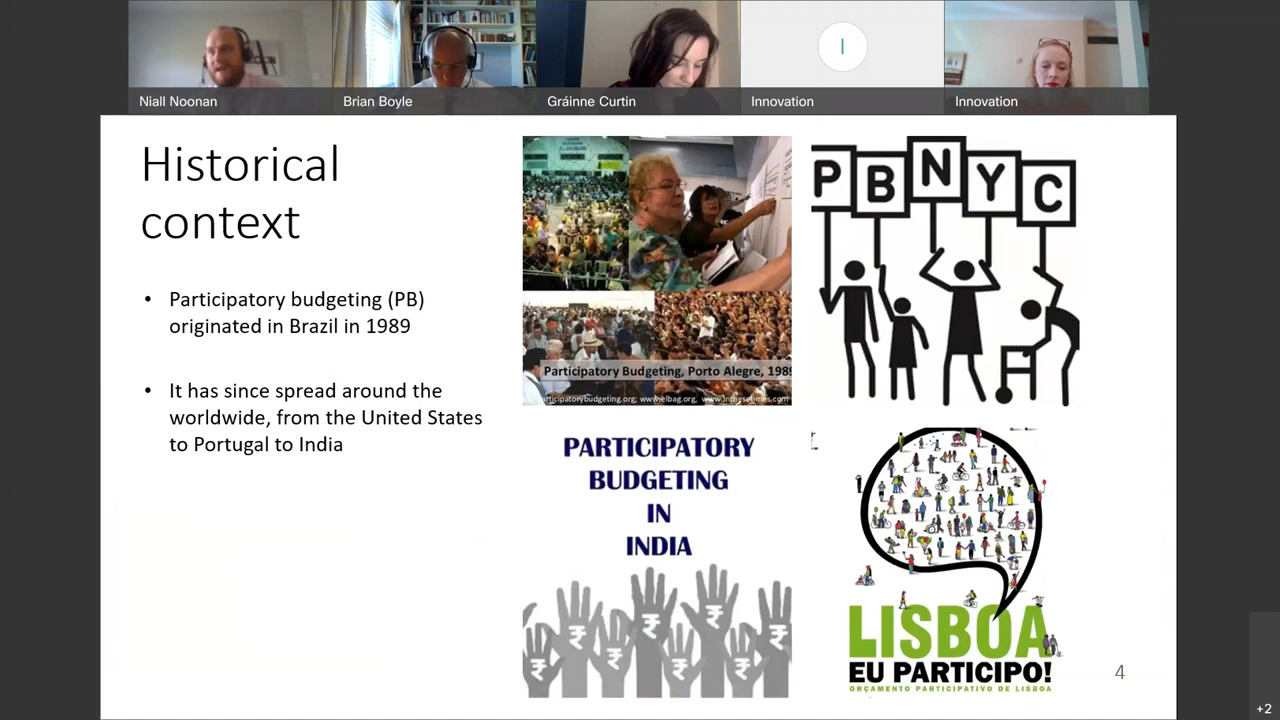 Niall Noonan
Brian Boyle
Gráinne Curtin
I
Innovation
Innovation
Historical
context
• Participatory budgeting (PB)
originated in Brazil in 1989
• It has since spread around the
worldwide, from the United States
to Portugal to India
Participatory Budgeting, Porto Alegre, 1989
PBNYC
PARTICIPATORY
BUDGETING
IN
INDIA
₹ ₹ ₹ ₹ ₹ ₹ ₹
LISBOA
EU PARTICIPO!
ORÇAMENTO PARTICIPATIVO DE LISBOA
4
+2